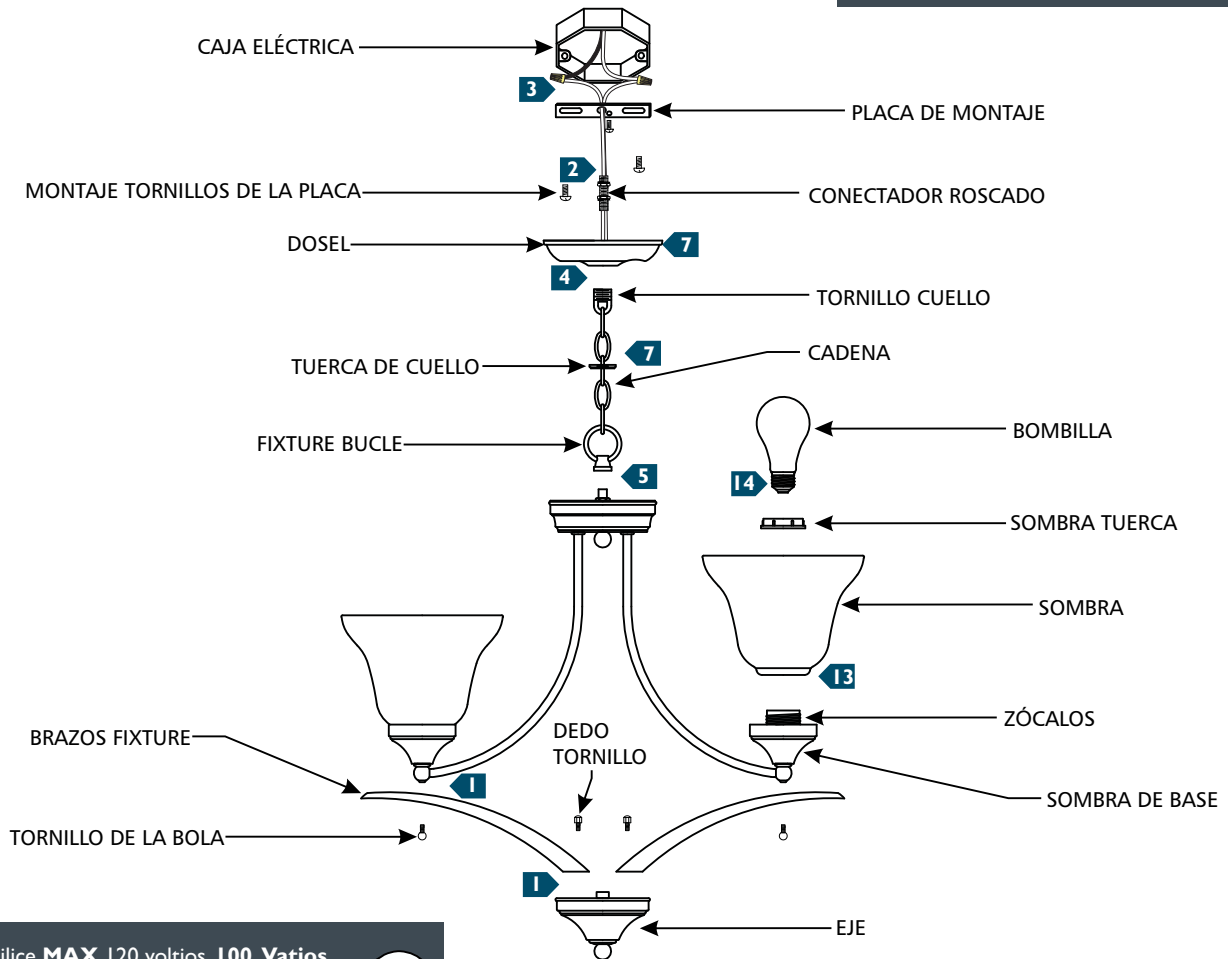 CAJA ELÉCTRICA
3
PLACA DE MONTAJE
2
MONTAJE TORNILLOS DE LA PLACA
CONECTADOR ROSCADO
DOSEL
7
4
TORNILLO CUELLO
7
CADENA
TUERCA DE CUELLO
BOMBILLA
FIXTURE BUCLE
5
14
SOMBRA TUERCA
SOMBRA
13
ZÓCALOS
BRAZOS FIXTURE
DEDO
TORNILLO
1
SOMBRA DE BASE
TORNILLO DE LA BOLA
1
EJE
MAX 120 voltios 100 Vatios